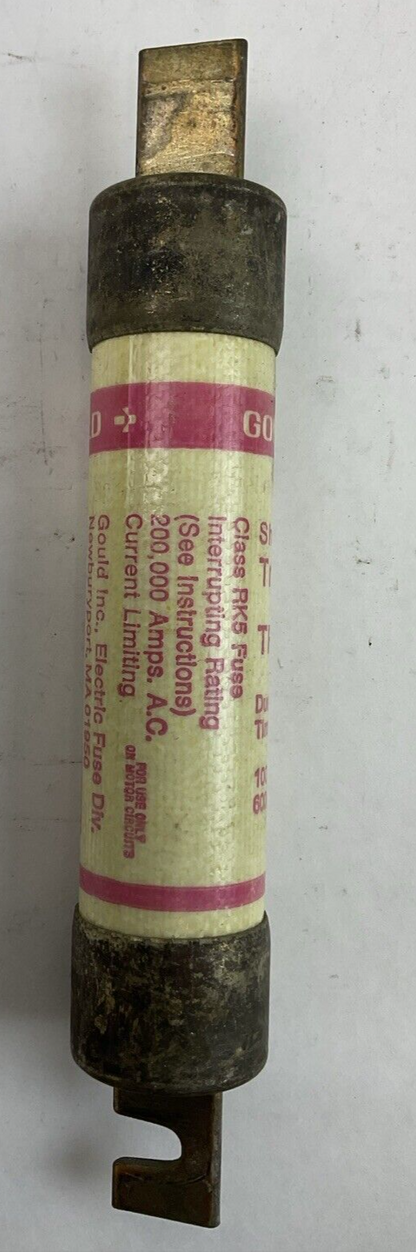 D
GO
Class RK5 Fuse
Interrupting Rating
(See Instructions)
200,000 Amps. A.C.
Current Limiting
FOR USE ONLY
ON MOTOR CIRCUITS
Gould Inc., Electric Fuse Div.
Newburyport, MA 01950